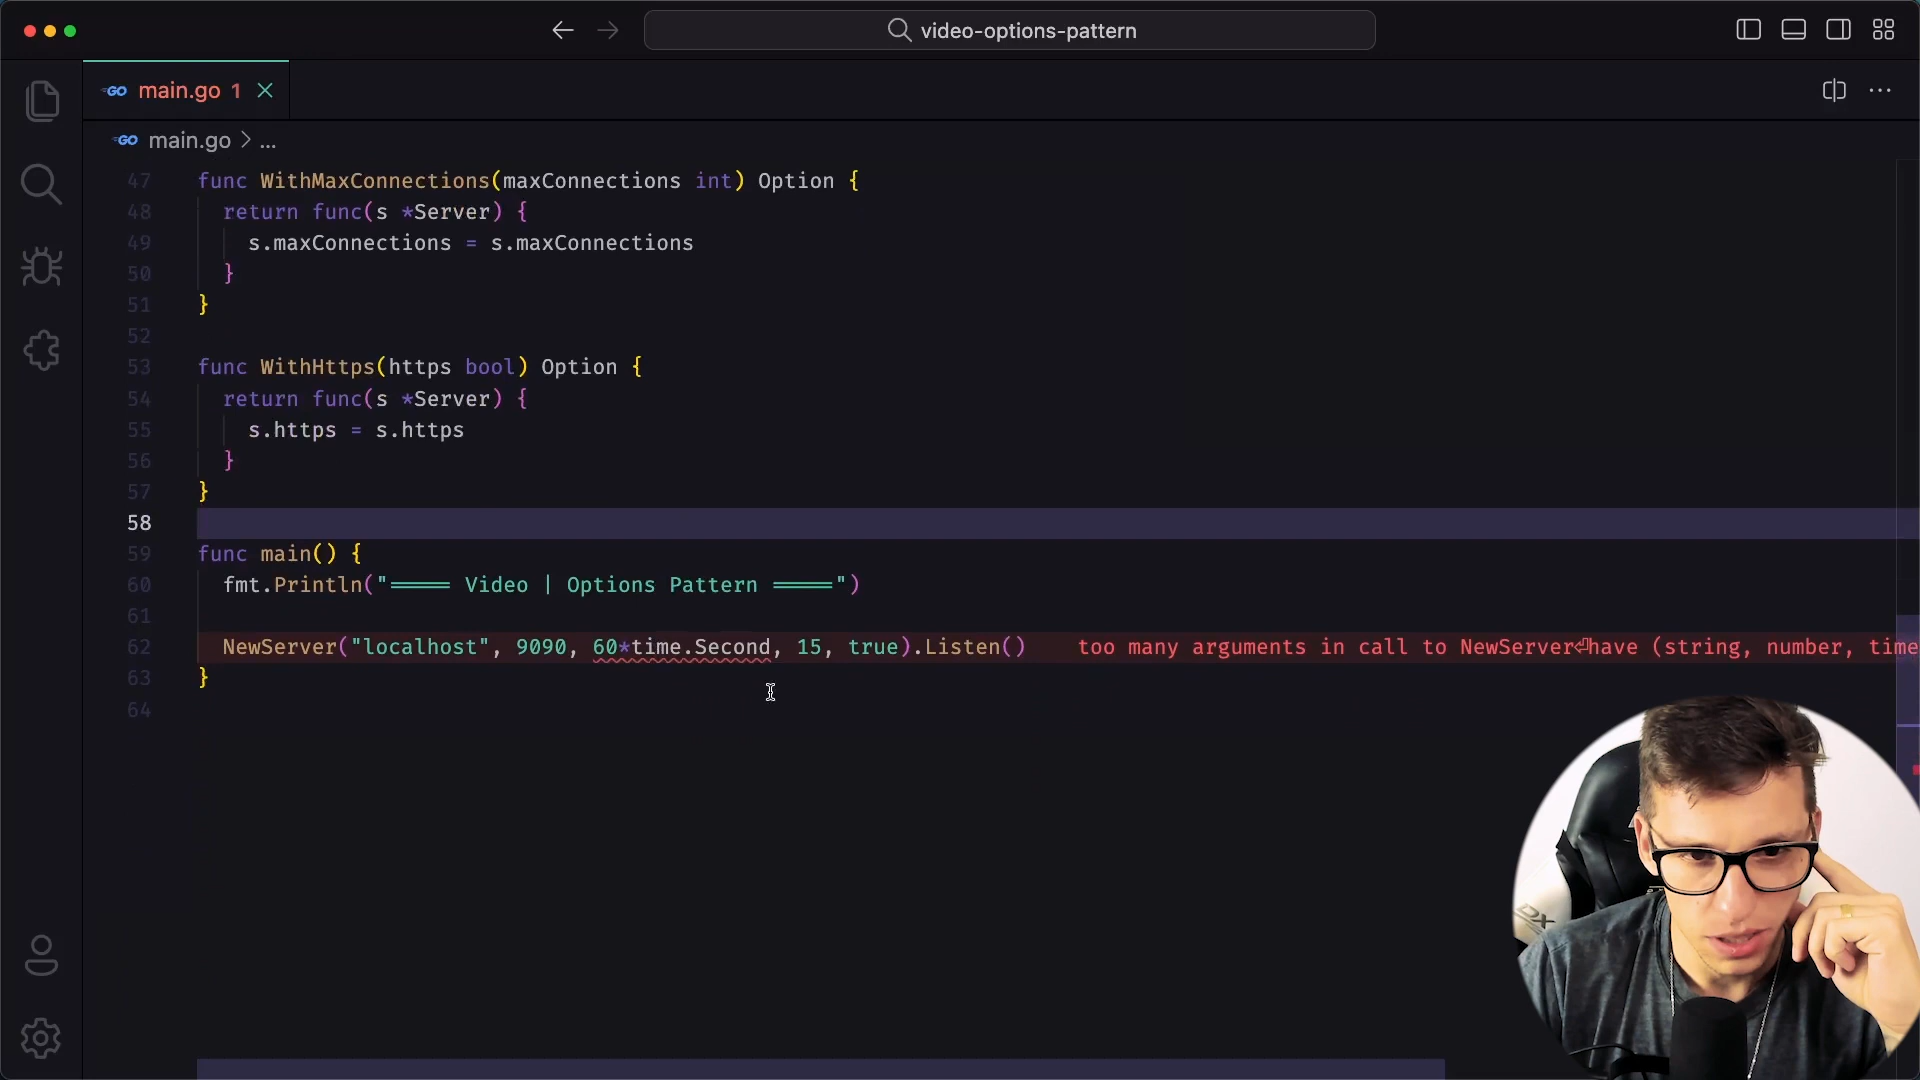 video-options-pattern
GO main.go 1
GO main.go > ...
47 func WithMaxConnections(maxConnections int) Option {
48 return func(s *Server) {
49 s.maxConnections = s.maxConnections
50 }
51 }
52
53 func WithHttps(https bool) Option {
54 return func(s *Server) {
55 s.https = s.https
56 }
57 }
58
59 func main() {
60 fmt.Println("===== Video | Options Pattern =====")
61
62 NewServer("localhost", 9090, 60*time.Second, 15, true).Listen() too many arguments in call to NewServer⏎have (string, number, time
63 }
64